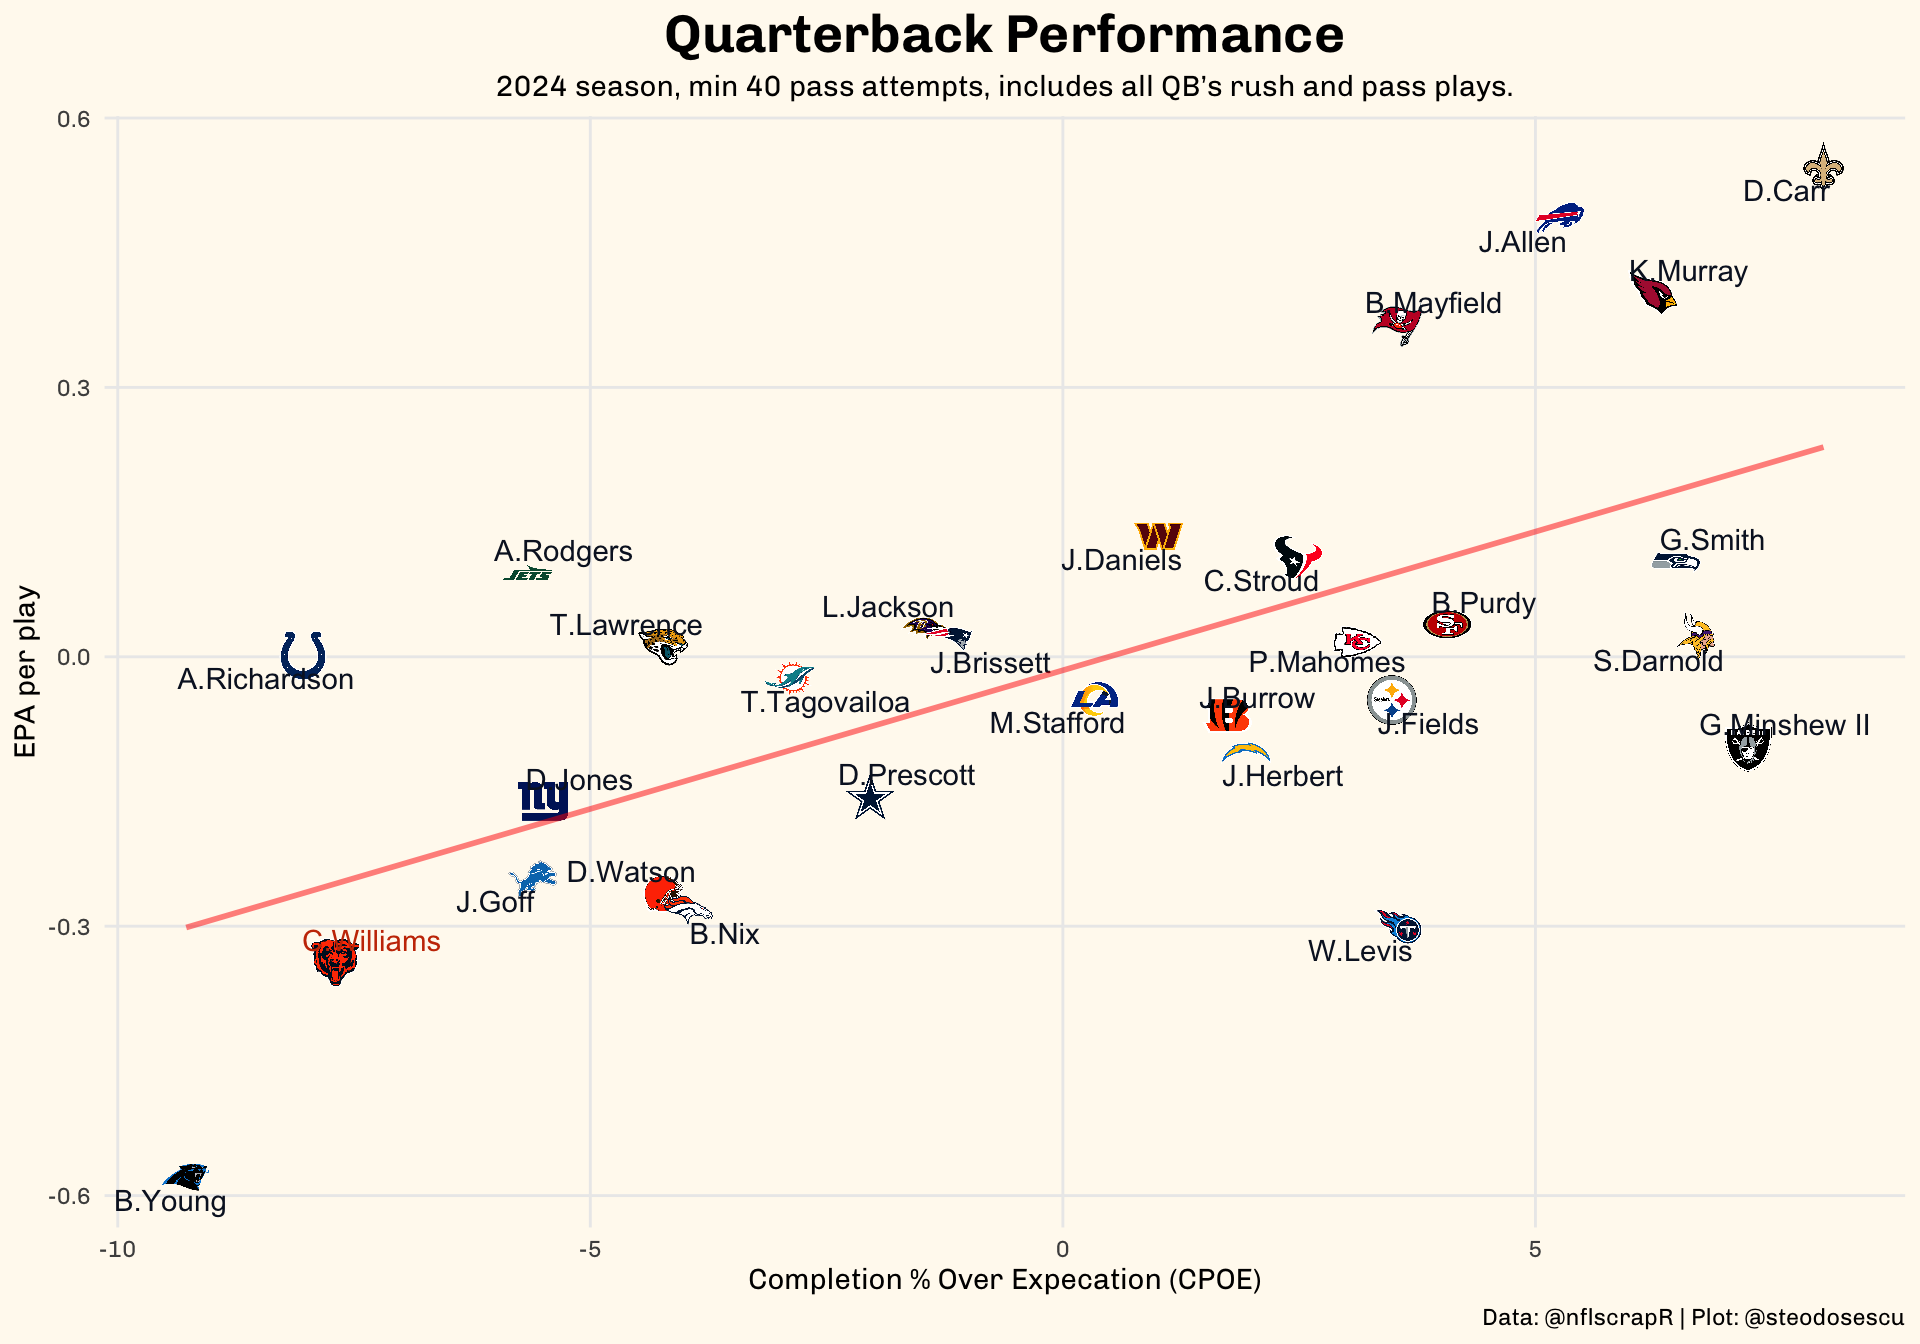 Quarterback Performance
2024 season, min 40 pass attempts, includes all QB's rush and pass plays.
0.6
D.Carr
J.Allen
K.Murray
B.Mayfield
0.3
A.Rodgers
JETS
G.Smith
J.Daniels
C.Stroud
L.Jackson
B.Purdy
T.Lawrence
EPA per play
0.0
J.Brissett
P.Mahomes
S.Darnold
A.Richardson
T.Tagovailoa
J.Burrow
M.Stafford
J.Fields
G.Minshew II
D.Jones
ny
D.Prescott
J.Herbert
D.Watson
J.Goff
-0.3
B.Nix
C.Williams
W.Levis
-0.6
B.Young
-10
-5
0
5
Completion % Over Expecation (CPOE)
Data: @nflscrapR | Plot: @steodosescu